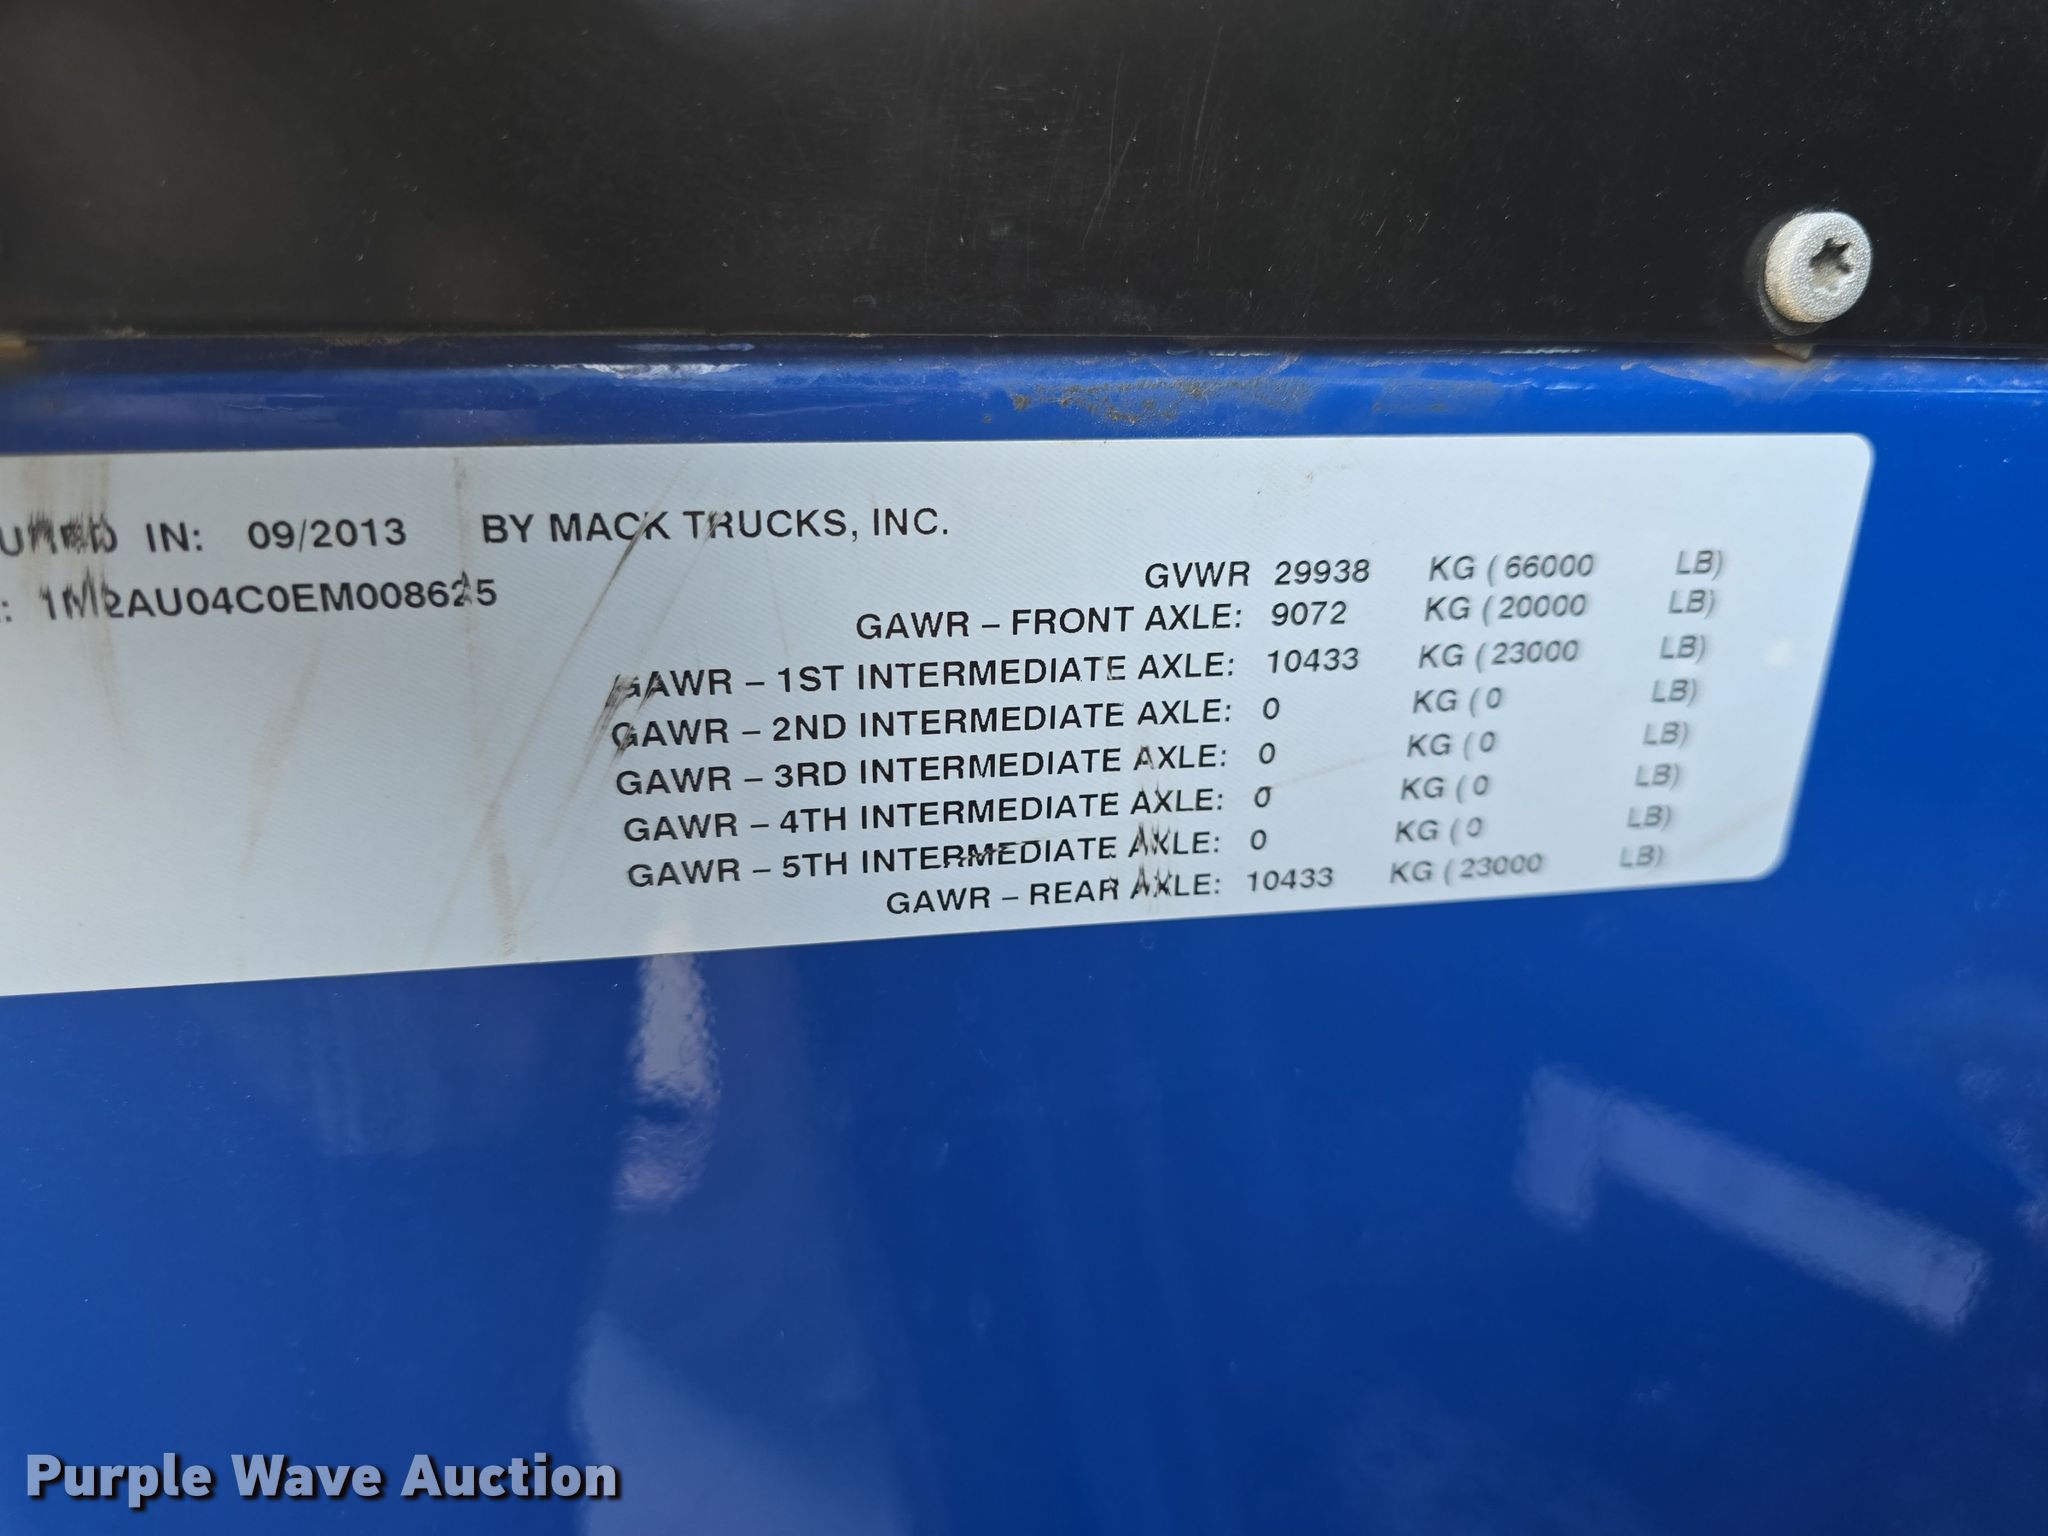 IN: 09/2013 BY MACK TRUCKS, INC.
1M2AU04C0EM008625
GVWR 29938 KG (66000 LB)
GAWR – FRONT AXLE: 9072 KG (20000 LB)
GAWR – 1ST INTERMEDIATE AXLE: 10433 KG (23000 LB)
GAWR – 2ND INTERMEDIATE AXLE: 0 KG (0 LB)
GAWR – 3RD INTERMEDIATE AXLE: 0 KG (0 LB)
GAWR – 4TH INTERMEDIATE AXLE: 0 KG (0 LB)
GAWR – 5TH INTERMEDIATE AXLE: 0 KG (0 LB)
GAWR – REAR AXLE: 10433 KG (23000 LB)
Purple Wave Auction